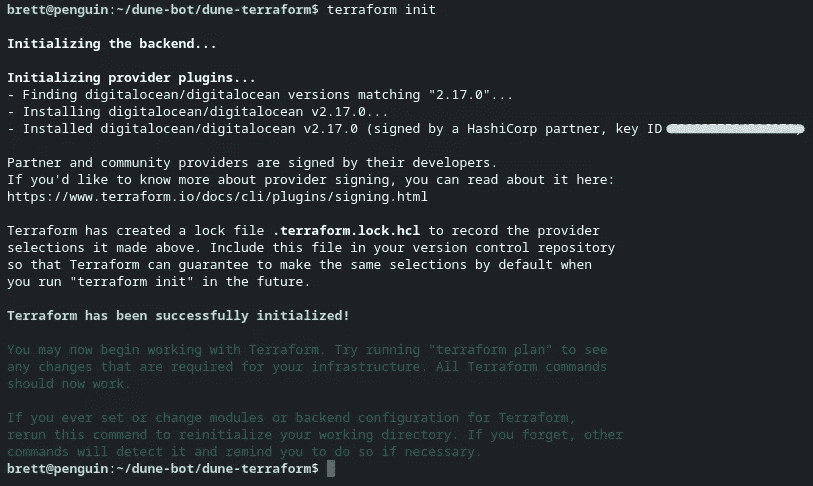 brett@penguin:~/dune-bot/dune-terraform$ terraform init
Initializing the backend...
Initializing provider plugins...
- Finding digitalocean/digitalocean versions matching "2.17.0"...
- Installing digitalocean/digitalocean v2.17.0...
- Installed digitalocean/digitalocean v2.17.0 (signed by a HashiCorp partner, key ID
Partner and community providers are signed by their developers.
If you'd like to know more about provider signing, you can read about it here:
https://www.terraform.io/docs/cli/plugins/signing.html
Terraform has created a lock file .terraform.lock.hcl to record the provider
selections it made above. Include this file in your version control repository
so that Terraform can guarantee to make the same selections by default when
you run "terraform init" in the future.
Terraform has been successfully initialized!
You may now begin working with Terraform. Try running "terraform plan" to see
any changes that are required for your infrastructure. All Terraform commands
should now work.
If you ever set or change modules or backend configuration for Terraform,
rerun this command to reinitialize your working directory. If you forget, other
commands will detect it and remind you to do so if necessary.
brett@penguin:~/dune-bot/dune-terraform$